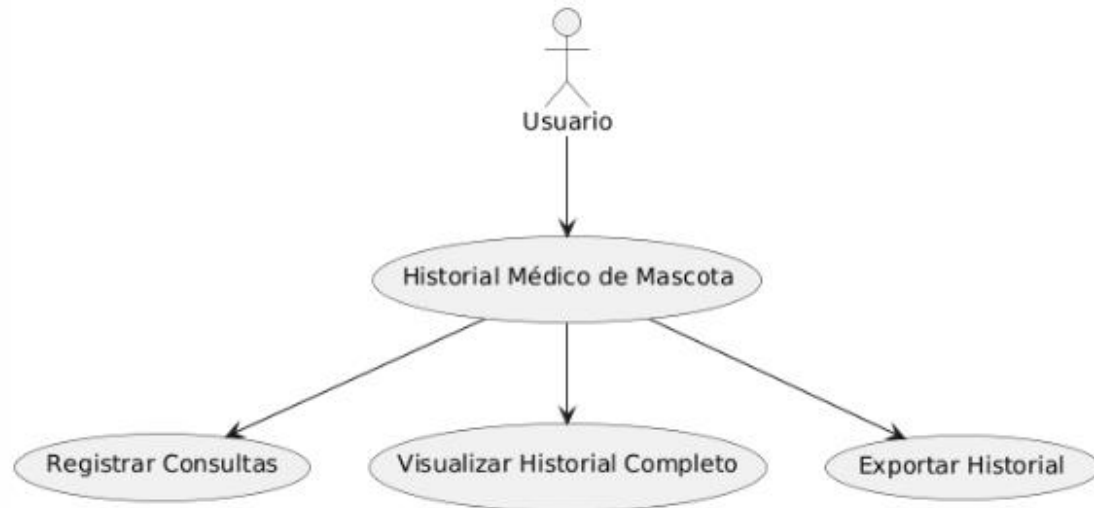 Usuario
Historial Médico de Mascota
Registrar Consultas
Visualizar Historial Completo
Exportar Historial